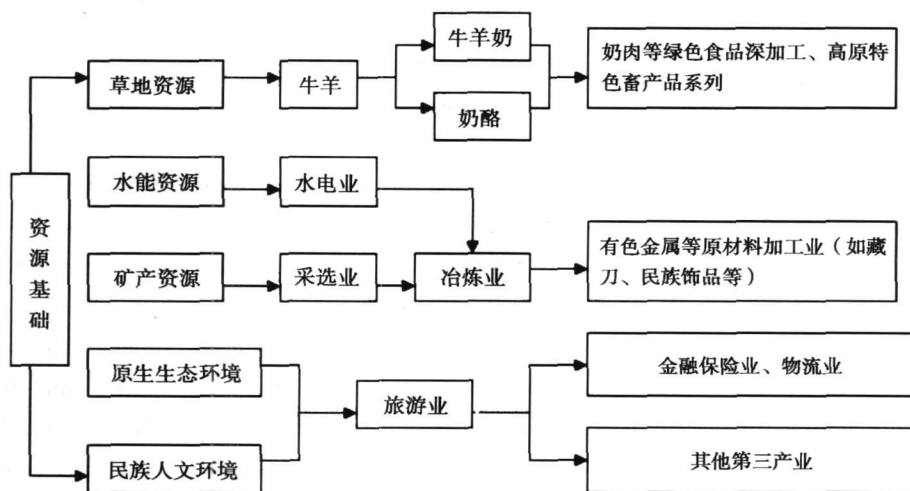 资源基础
草地资源
牛羊
牛羊奶
奶酪
奶肉等绿色食品深加工、高原特
色畜产品系列
水能资源
水电业
矿产资源
采选业
冶炼业
有色金属等原材料加工业（如藏
刀、民族饰品等）
原生生态环境
民族人文环境
旅游业
金融保险业、物流业
其他第三产业